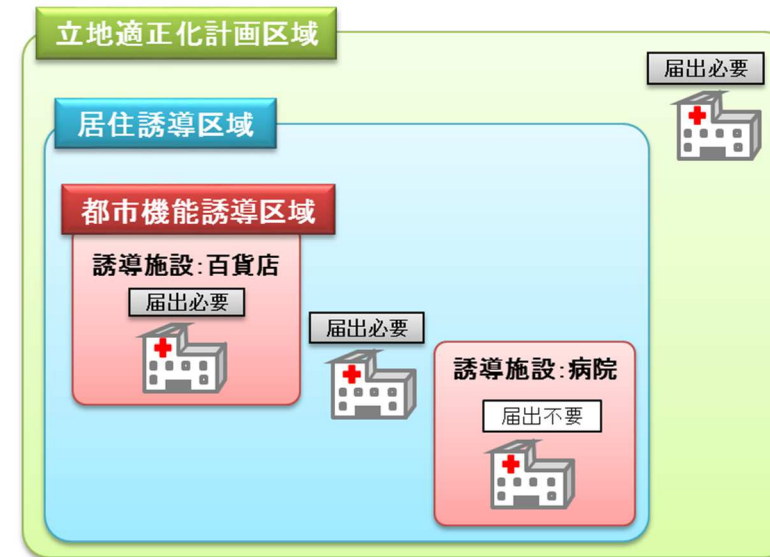 立地適正化計画区域
届出必要
居住誘導区域
都市機能誘導区域
誘導施設:百貨店
届出必要
届出必要
誘導施設:病院
届出不要